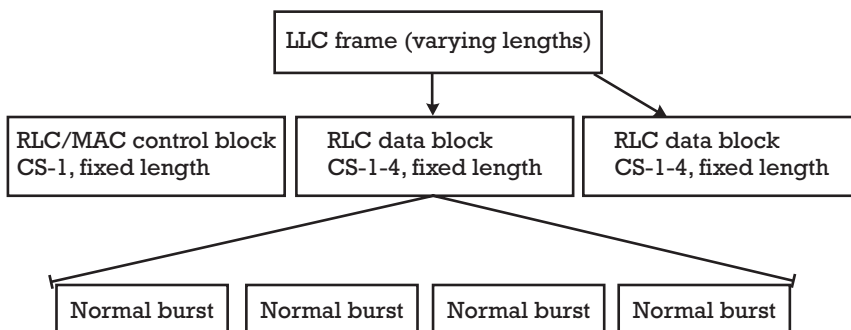 LLC frame (varying lengths)
RLC/MAC control block
CS-1, fixed length
RLC data block
CS-1-4, fixed length
RLC data block
CS-1-4, fixed length
Normal burst
Normal burst
Normal burst
Normal burst